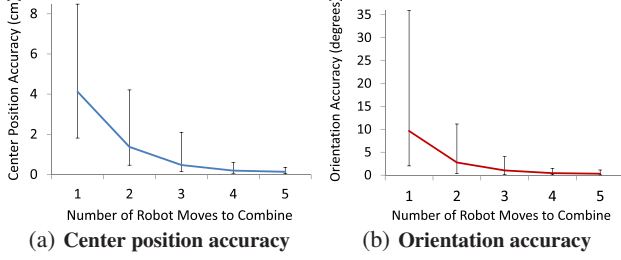 Center Position Accuracy (cm)
8
6
4
2
0
1 2 3 4 5
Number of Robot Moves to Combine
(a) Center position accuracy
Orientation Accuracy (degrees)
35
30
25
20
15
10
5
0
1 2 3 4 5
Number of Robot Moves to Combine
(b) Orientation accuracy